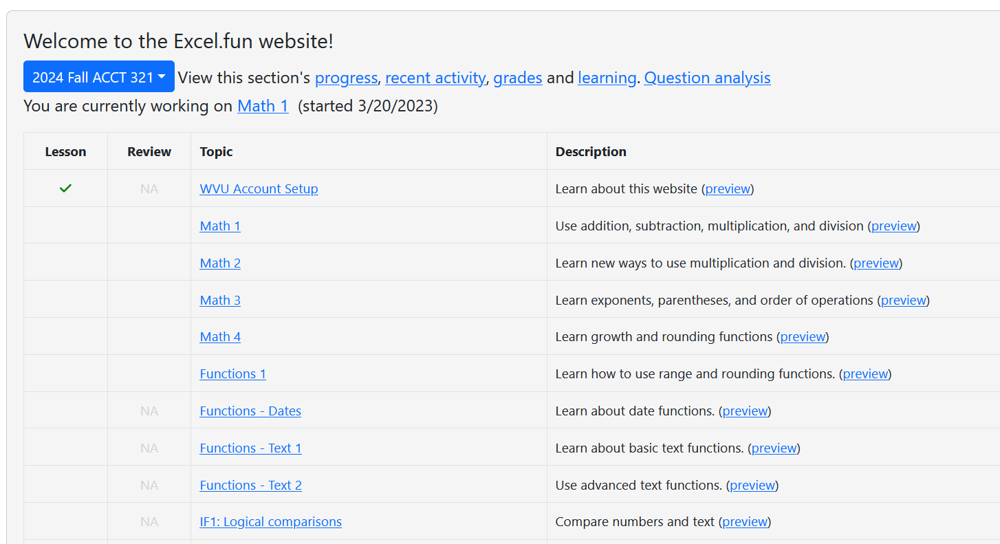 Welcome to the Excel.fun website!
2024 Fall ACCT 321 View this section's progress, recent activity, grades and learning. Question analysis
You are currently working on Math 1 (started 3/20/2023)
Lesson Review Topic Description
NA WVU Account Setup Learn about this website (preview)
Math 1 Use addition, subtraction, multiplication, and division (preview)
Math 2 Learn new ways to use multiplication and division. (preview)
Math 3 Learn exponents, parentheses, and order of operations (preview)
Math 4 Learn growth and rounding functions (preview)
Functions 1 Learn how to use range and rounding functions. (preview)
NA Functions - Dates Learn about date functions. (preview)
NA Functions - Text 1 Learn about basic text functions. (preview)
NA Functions - Text 2 Use advanced text functions. (preview)
NA IF1: Logical comparisons Compare numbers and text (preview)